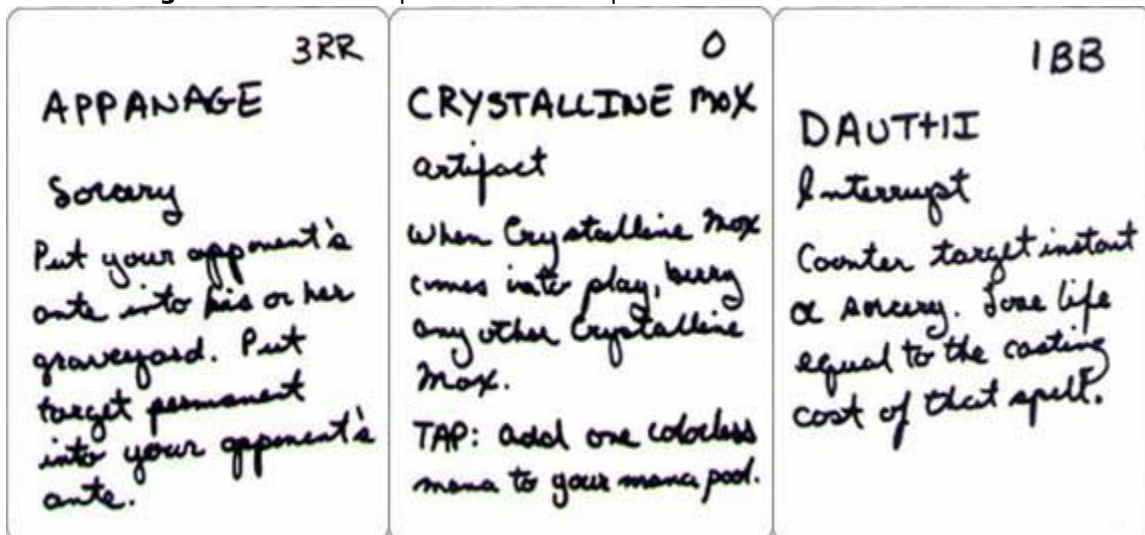 3RR
APPANAGE
Sorcery
Put your opponent's
ante into his or her
graveyard. Put
target permanent
into your opponent's
ante.
0
CRYSTALLINE MOX
artifact
When Crystalline Mox
comes into play, bury
any other Crystalline
Mox.
TAP: add one colorless
mana to your mana pool.
1BB
DAUTHI
Interrupt
Counter target instant
or sorcery. Lose life
equal to the casting
cost of that spell.